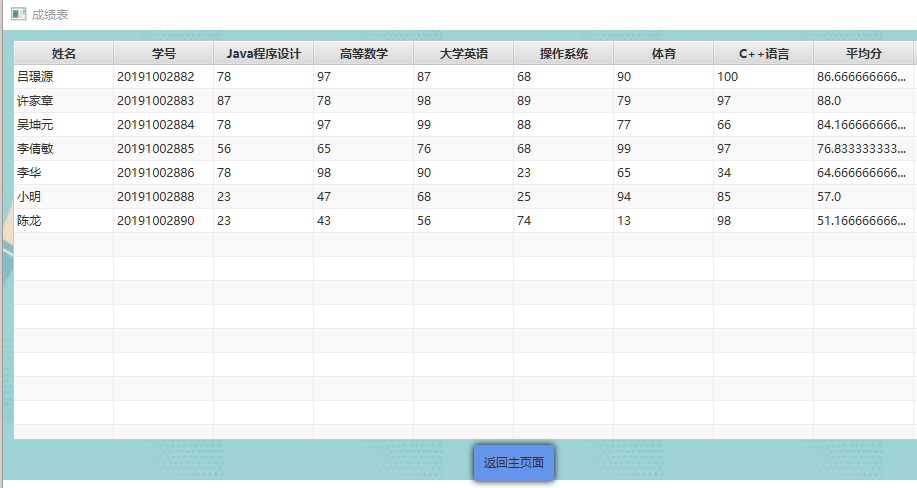 成绩表
姓名 学号 Java程序设计 高等数学 大学英语 操作系统 体育 C++语言 平均分
吕璟源 20191002882 78 97 87 68 90 100 86.666666666...
许家章 20191002883 87 78 98 89 79 97 88.0
吴坤元 20191002884 78 97 99 88 77 66 84.166666666...
李倩敏 20191002885 56 65 76 68 99 97 76.833333333...
李华 20191002886 78 98 90 23 65 34 64.666666666...
小明 20191002888 23 47 68 25 94 85 57.0
陈龙 20191002890 23 43 56 74 13 98 51.166666666...
返回主页面